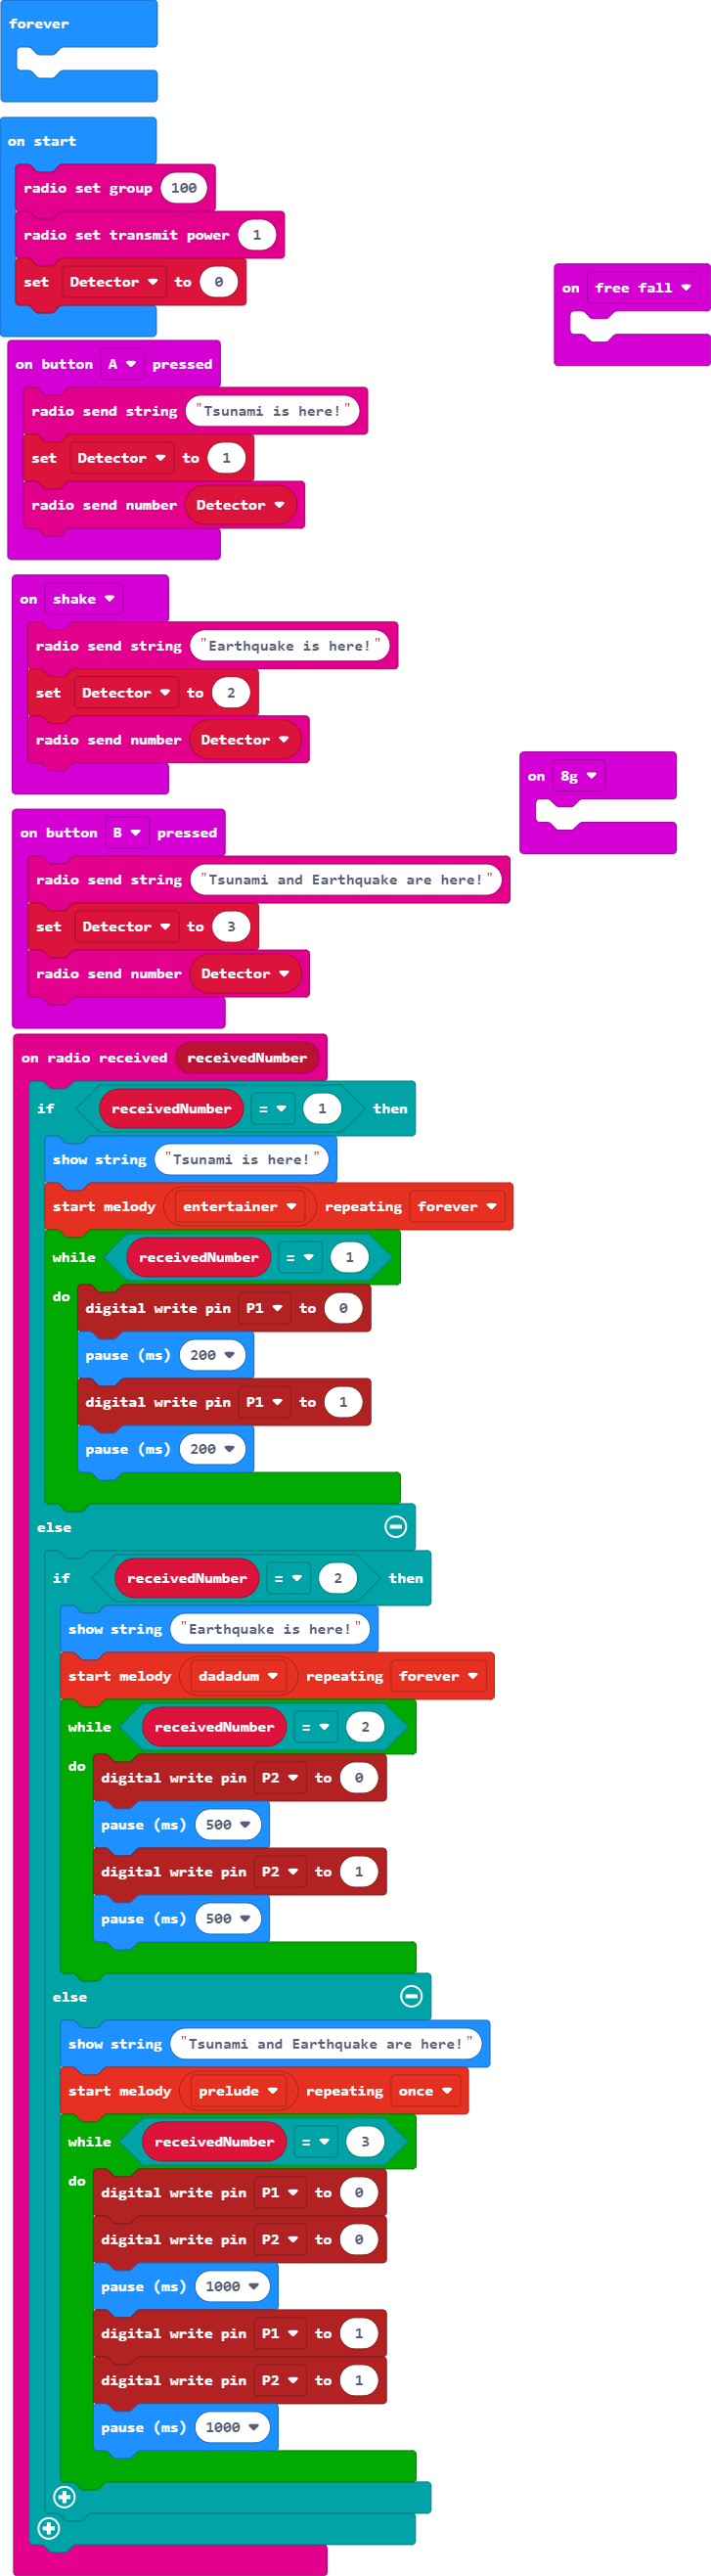 forever
on start
radio set group 100
radio set transmit power 1
set Detector to 0
on free fall
on button A pressed
radio send string "Tsunami is here!"
set Detector to 1
radio send number Detector
on shake
radio send string "Earthquake is here!"
set Detector to 2
radio send number Detector
on 8g
on button B pressed
radio send string "Tsunami and Earthquake are here!"
set Detector to 3
radio send number Detector
on radio received receivedNumber
if receivedNumber = 1 then
show string "Tsunami is here!"
start melody entertainer repeating forever
while receivedNumber = 1
do
digital write pin P1 to 0
pause (ms) 200
digital write pin P1 to 1
pause (ms) 200
else
if receivedNumber = 2 then
show string "Earthquake is here!"
start melody dadadum repeating forever
while receivedNumber = 2
do
digital write pin P2 to 0
pause (ms) 500
digital write pin P2 to 1
pause (ms) 500
else
show string "Tsunami and Earthquake are here!"
start melody prelude repeating once
while receivedNumber = 3
do
digital write pin P1 to 0
digital write pin P2 to 0
pause (ms) 1000
digital write pin P1 to 1
digital write pin P2 to 1
pause (ms) 1000